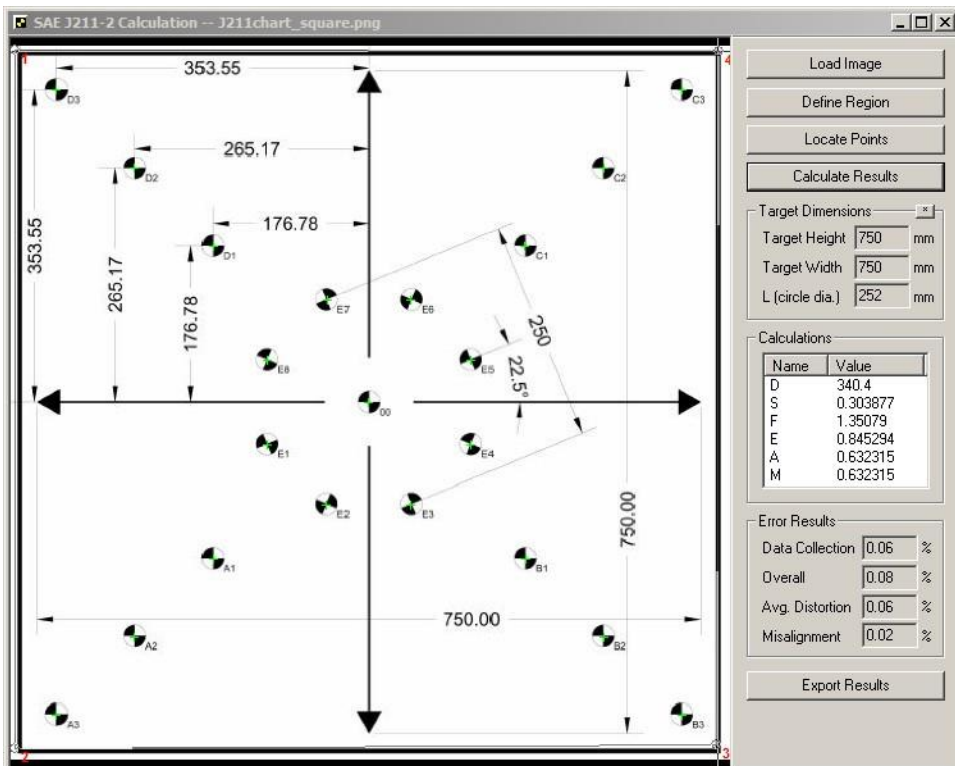 SAE J211-2 Calculation -- J211chart_square.png
1
4
353.55
D3
C3
265.17
D2
C2
176.78
D1
C1
353.55
265.17
176.78
E7
E6
250
E8
E5
22.5°
00
E1
E4
E2
E3
750.00
A1
B1
750.00
A2
B2
A3
B3
2
3
Load Image
Define Region
Locate Points
Calculate Results
Target Dimensions
Target Height 750 mm
Target Width 750 mm
L (circle dia.) 252 mm
Calculations
Name Value
D 340.4
S 0.303877
F 1.35079
E 0.845294
A 0.632315
M 0.632315
Error Results
Data Collection 0.06 %
Overall 0.08 %
Avg. Distortion 0.06 %
Misalignment 0.02 %
Export Results